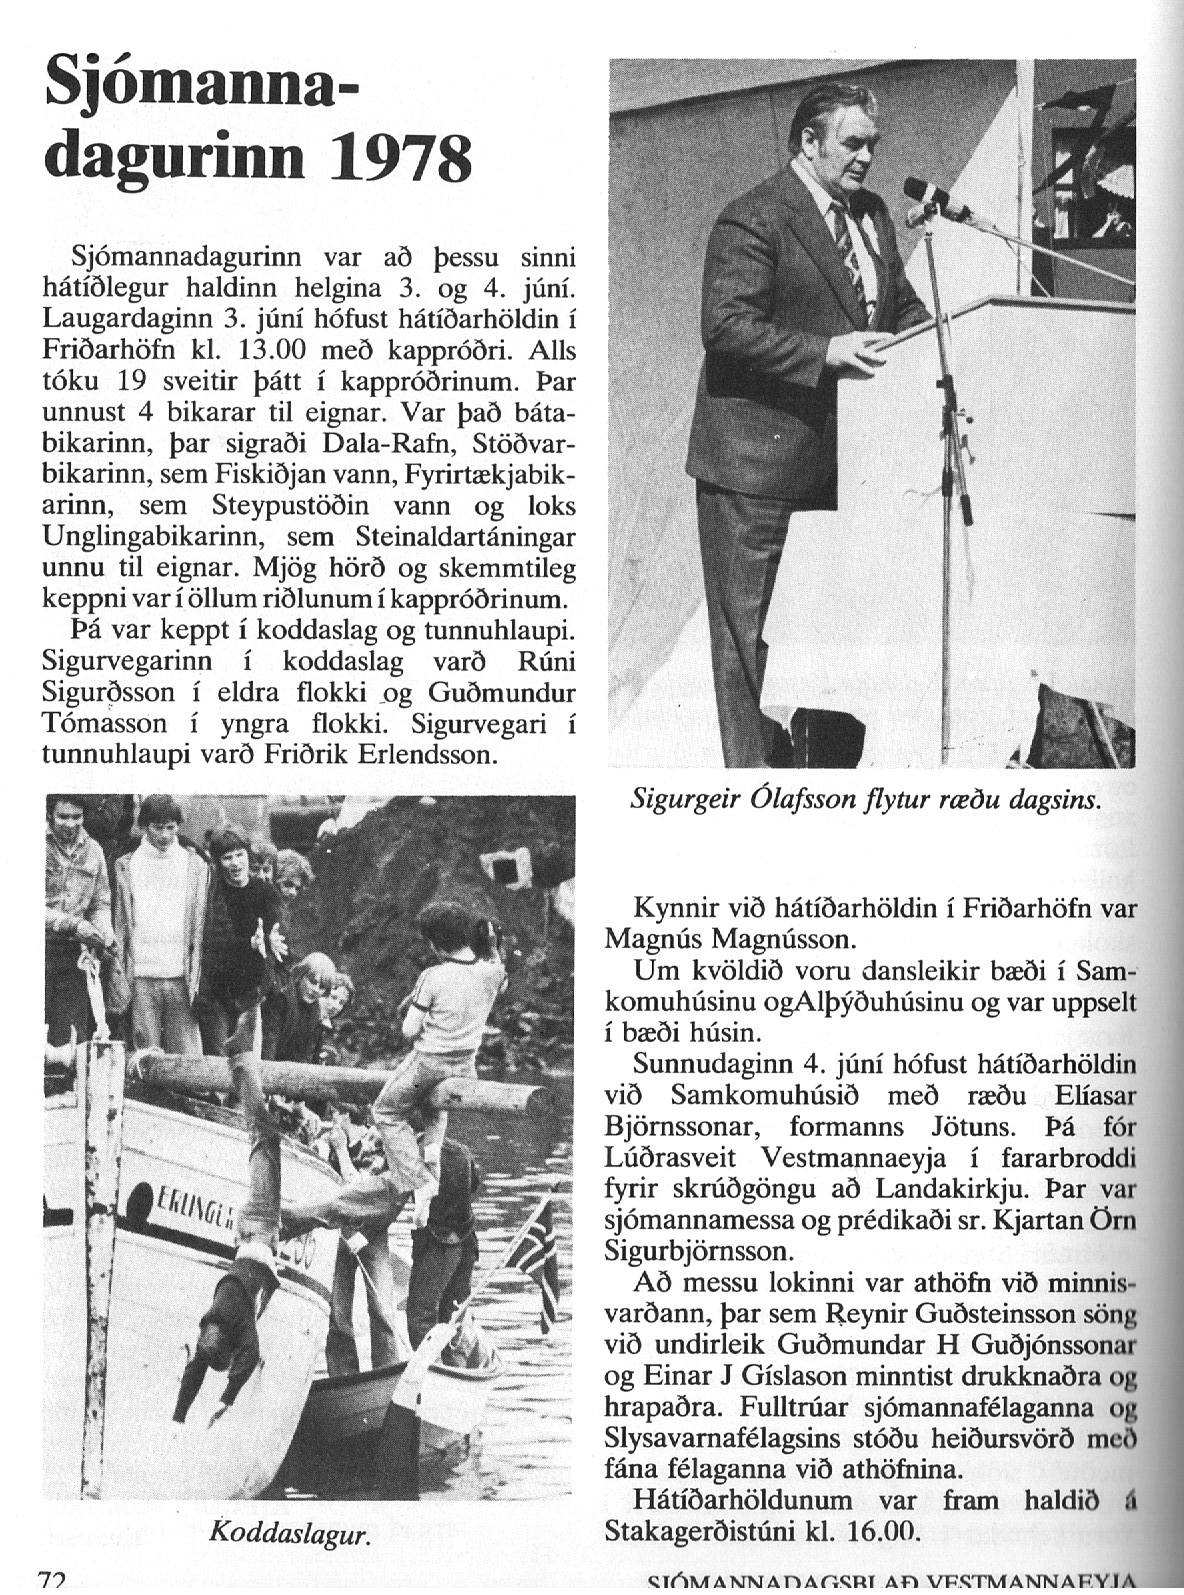 Sjómanna-
dagurinn 1978
Sjómannadagurinn var að þessu sinni
hátíðlegur haldinn helgina 3. og 4. júní.
Laugardaginn 3. júní hófust hátíðarhöldin í
Friðarhöfn kl. 13.00 með kappróðri. Alls
tóku 19 sveitir þátt í kappróðrinum. Þar
unnust 4 bikarar til eignar. Var það báta-
bikarinn, þar sigraði Dala-Rafn, Stöðvar-
bikarinn, sem Fiskiðjan vann, Fyrirtækjabik-
arinn, sem Steypustöðin vann og loks
Unglingabikarinn, sem Steinaldartáningar
unnu til eignar. Mjög hörð og skemmtileg
keppni var í öllum riðlunum í kappróðrinum.
Þá var keppt í koddaslag og tunnuhlaupi.
Sigurvegarinn í koddaslag varð Rúni
Sigurðsson í eldra flokki og Guðmundur
Tómasson í yngra flokki. Sigurvegari í
tunnuhlaupi varð Friðrik Erlendsson.
ERLINGUR
Koddaslagur.
72
Sigurgeir Ólafsson flytur ræðu dagsins.
Kynnir við hátíðarhöldin í Friðarhöfn var
Magnús Magnússon.
Um kvöldið voru dansleikir bæði í Sam-
komuhúsinu ogAlþýðuhúsinu og var uppselt
í bæði húsin.
Sunnudaginn 4. júní hófust hátíðarhöldin
við Samkomuhúsið með ræðu Elíasar
Björnssonar, formanns Jötuns. Þá fór
Lúðrasveit Vestmannaeyja í fararbroddi
fyrir skrúðgöngu að Landakirkju. Þar var
sjómannamessa og prédikaði sr. Kjartan Örn
Sigurbjörnsson.
Að messu lokinni var athöfn við minnis-
varðann, þar sem Reynir Guðsteinsson söng
við undirleik Guðmundar H Guðjónssonar
og Einar J Gíslason minntist drukknaðra og
hrapaðra. Fulltrúar sjómannafélaganna og
Slysavarnafélagsins stóðu heiðursvörð með
fána félaganna við athöfnina.
Hátíðarhöldunum var fram haldið á
Stakagerðistúni kl. 16.00.
SJÓMANNADAGSBLAÐ VESTMANNAEYJA